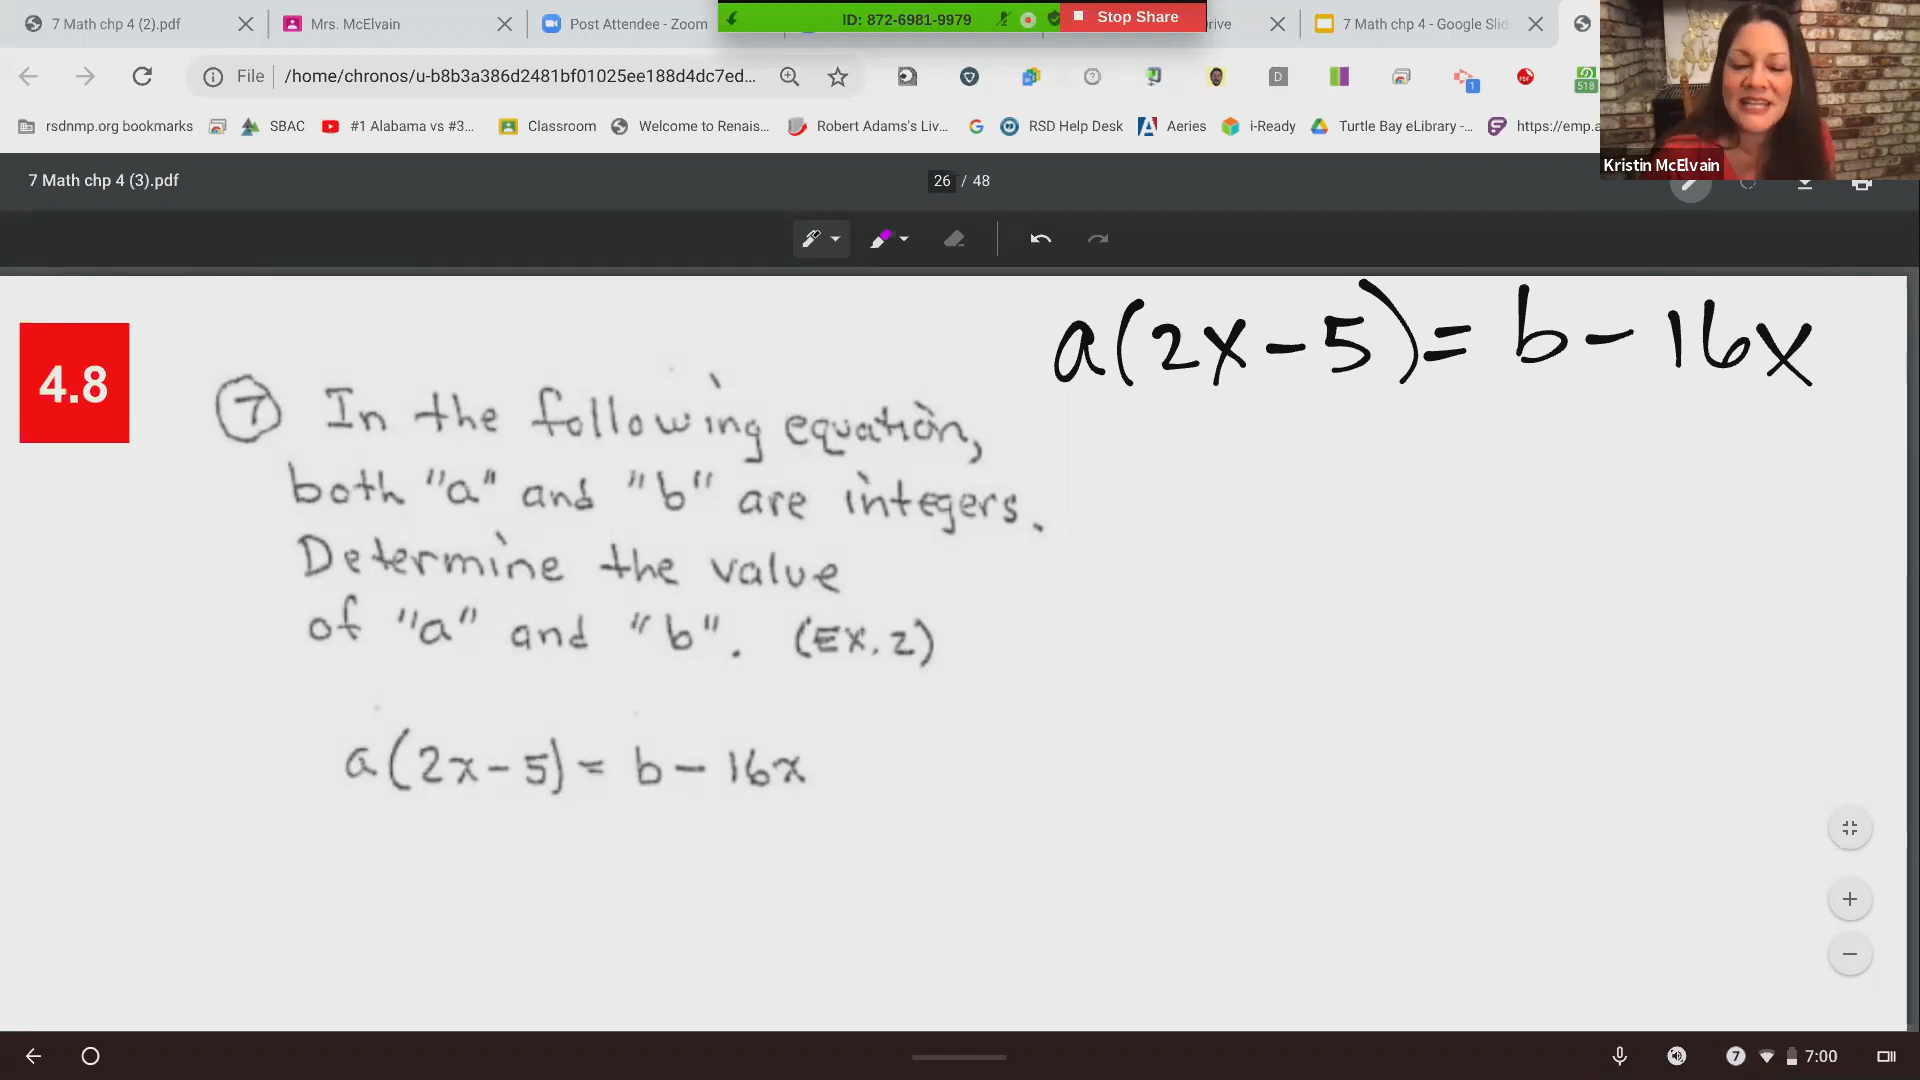 7 Math chp 4 (2).pdf
Mrs. McElvain
Post Attendee - Zoom
ID: 872-6981-9979
Stop Share
rive
7 Math chp 4 - Google Slid
File
/home/chronos/u-b8b3a386d2481bf01025ee188d4dc7ed...
D
1
PDF
518
rsdnmp.org bookmarks
SBAC
#1 Alabama vs #3...
Classroom
Welcome to Renais...
Robert Adams's Liv...
RSD Help Desk
Aeries
i-Ready
Turtle Bay eLibrary -...
https://emp.a
Kristin McElvain
7 Math chp 4 (3).pdf
26 / 48
a(2x-5)= b-16x
4.8
7 In the following equation,
both "a" and "b" are integers.
Determine the value
of "a" and "b". (EX. 2)
a(2x-5)= b-16x
7
7:00